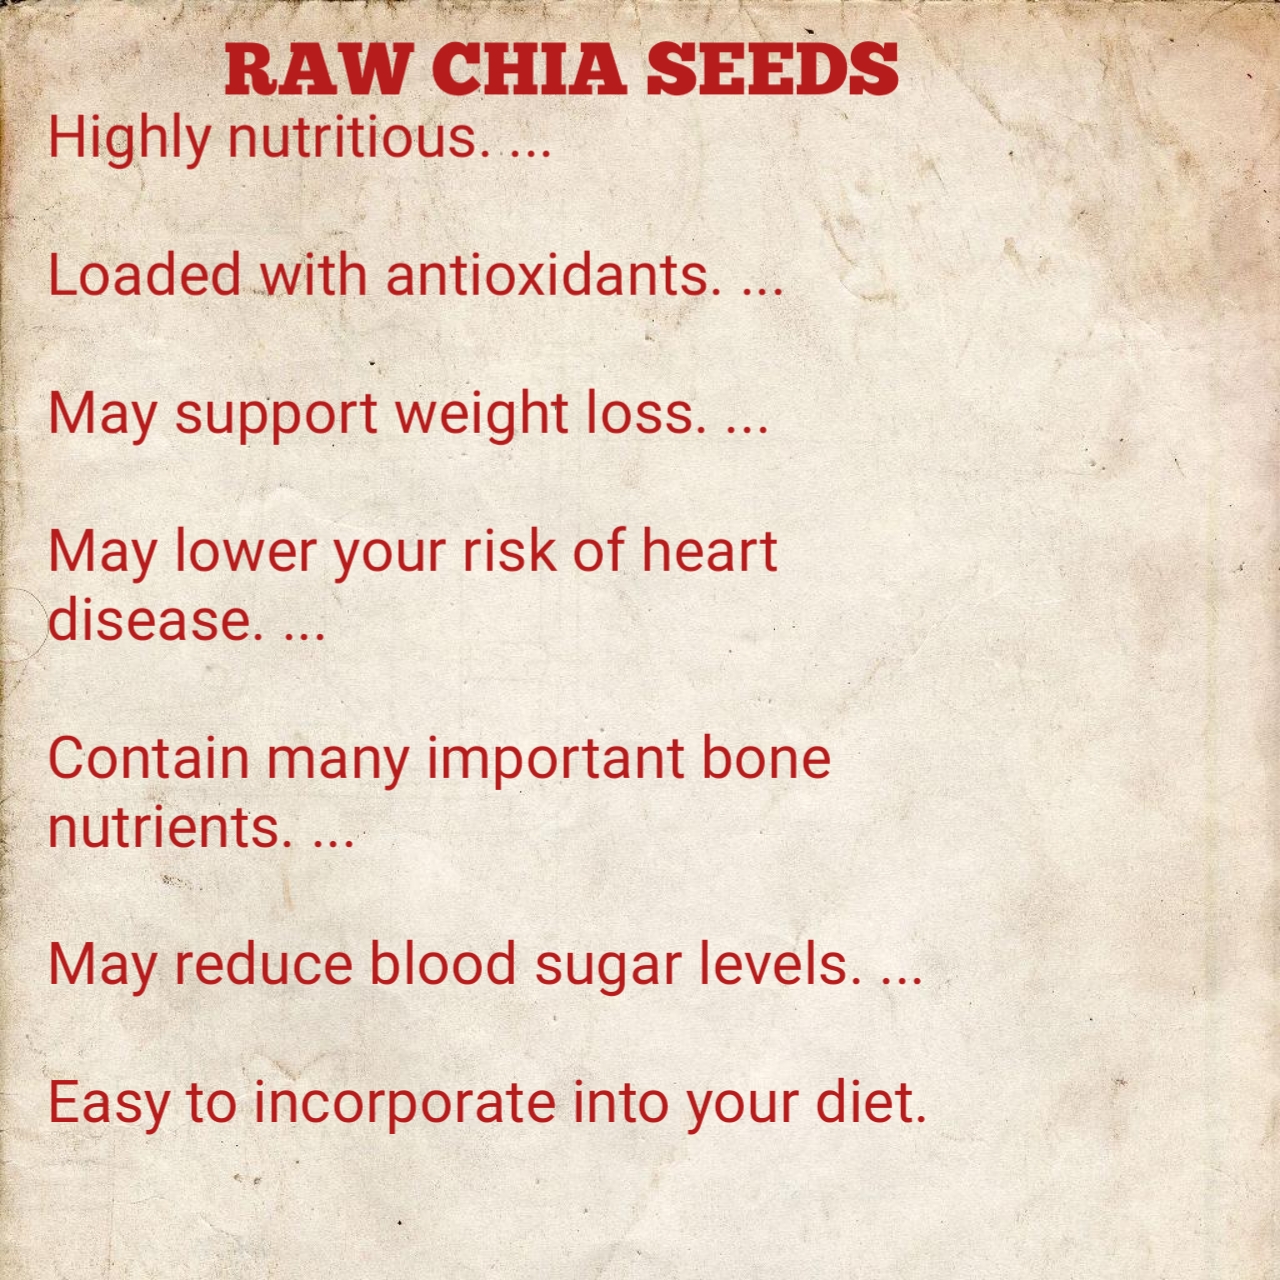 RAW CHIA SEEDS
Highly nutritious. ...
Loaded with antioxidants. ...
May support weight loss. ...
May lower your risk of heart
disease. ...
Contain many important bone
nutrients. ...
May reduce blood sugar levels. ...
Easy to incorporate into your diet.